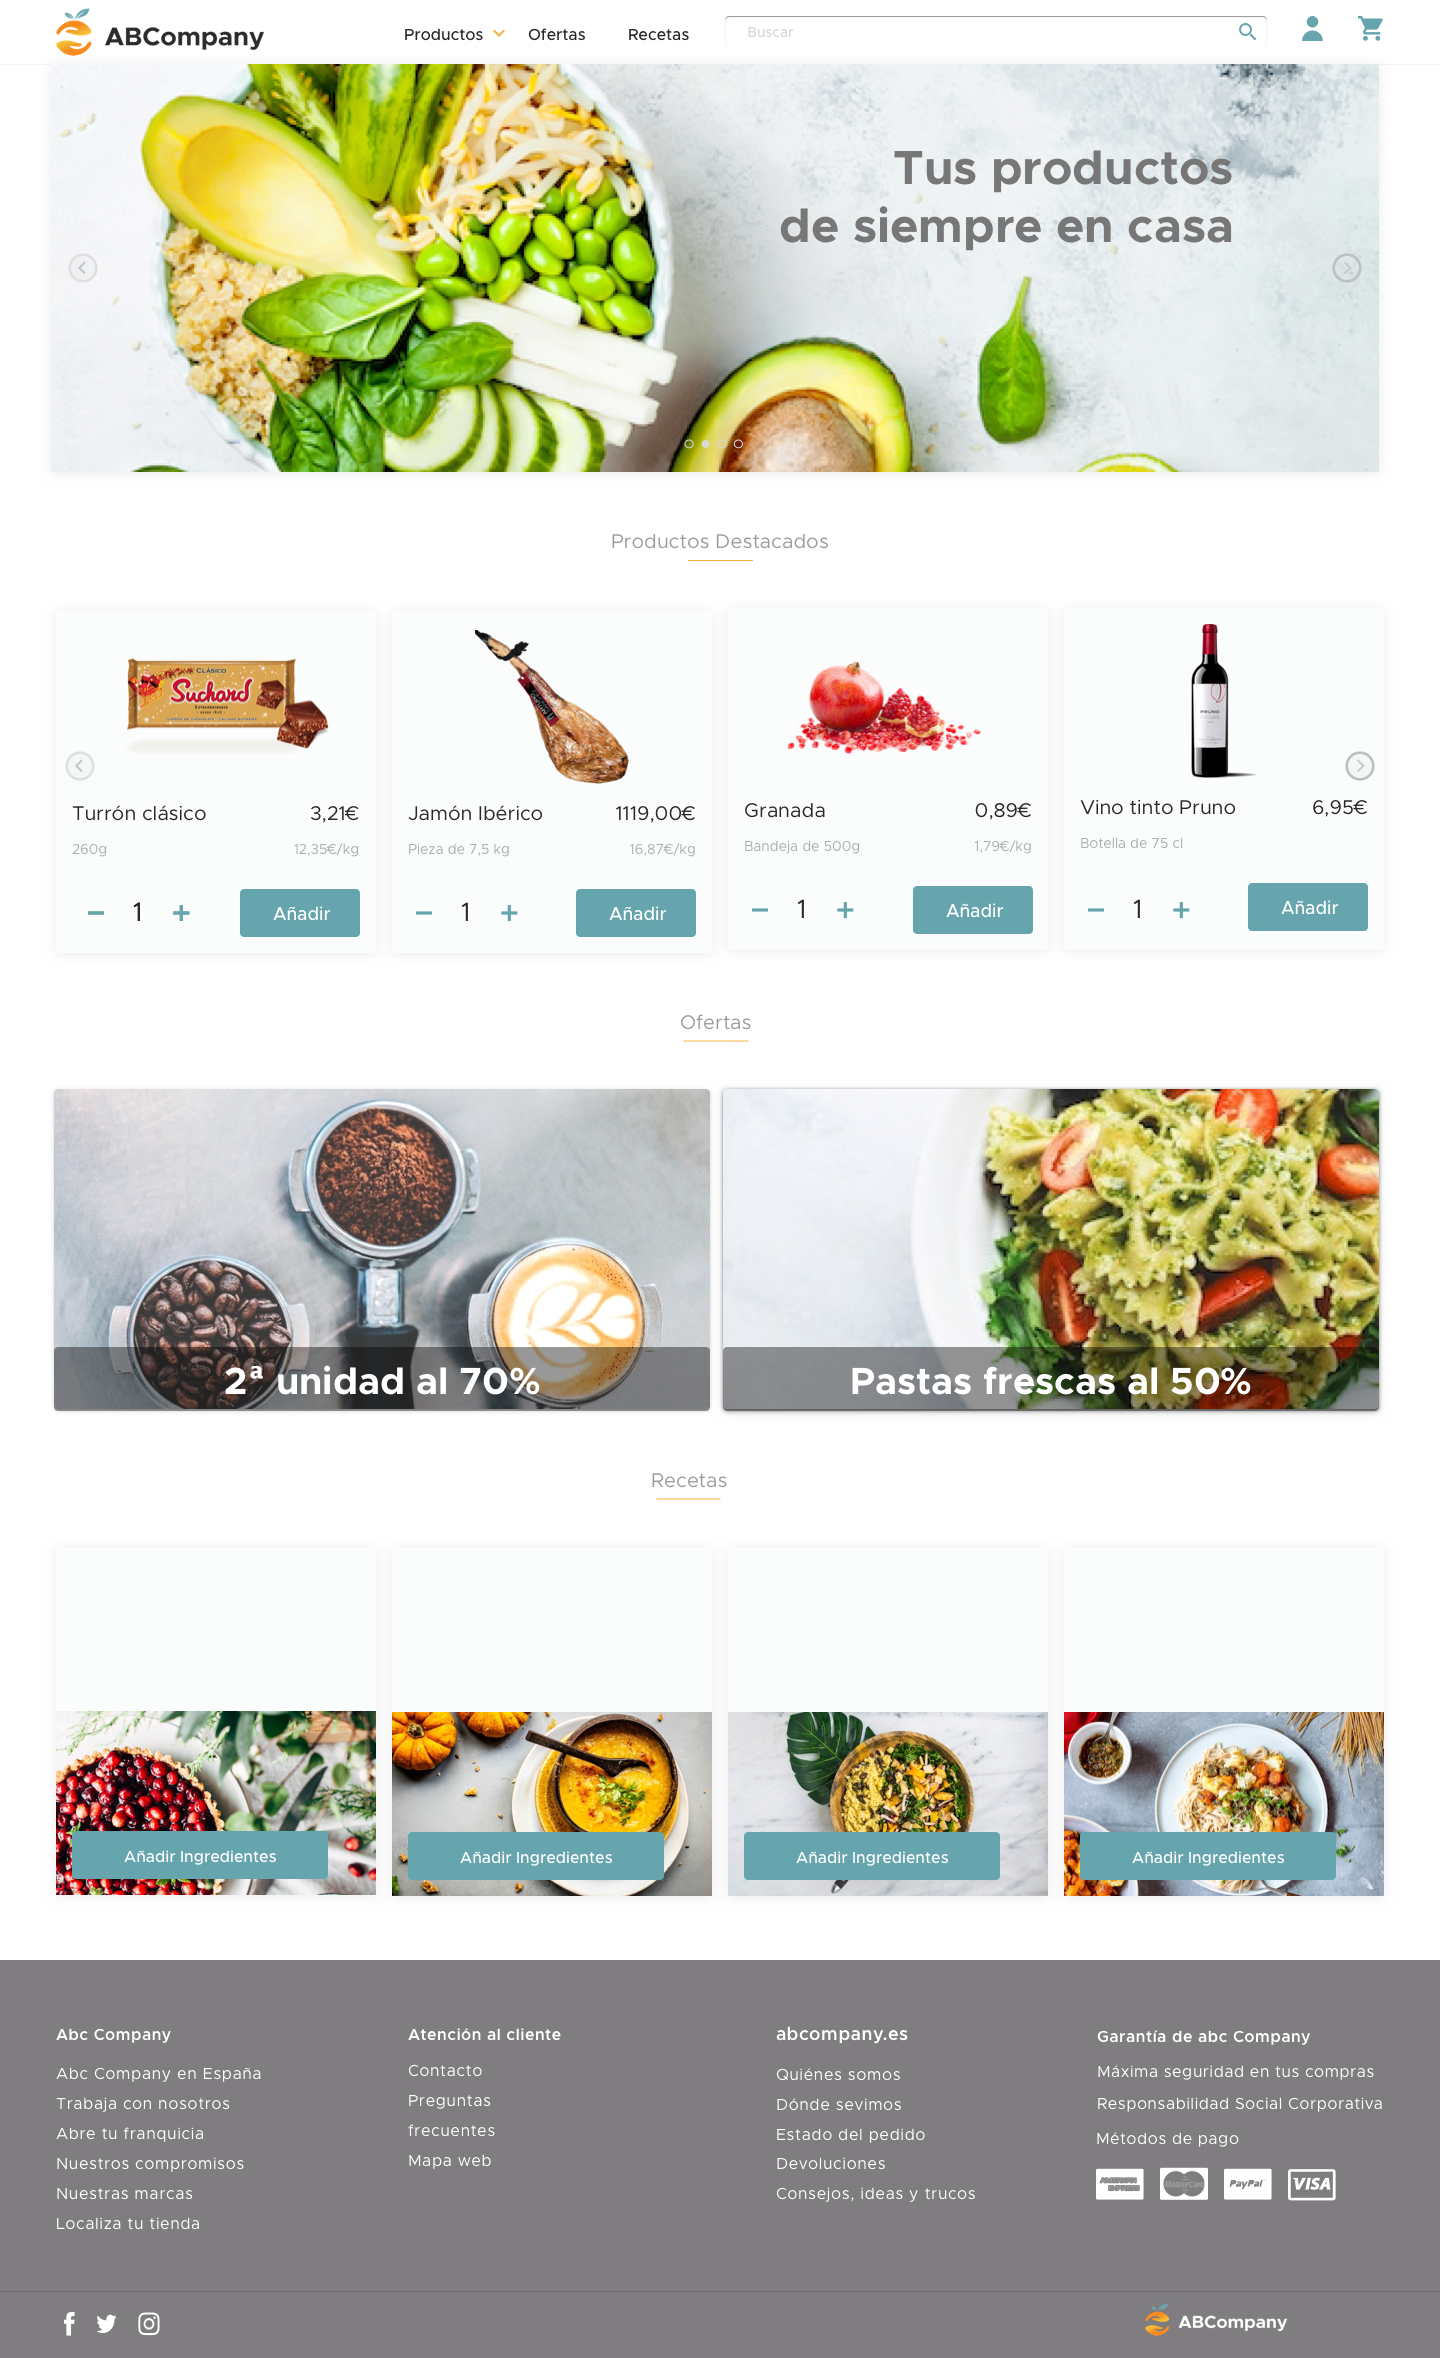 ABCompany
Productos
Ofertas
Recetas
Buscar
Tus productos
de siempre en casa
Productos Destacados
CLÁSICO
Suchard
PRUNO
Turrón clásico 3,21€
260g 12,35€/kg
1 Añadir
Jamón Ibérico 1119,00€
Pieza de 7,5 kg 16,87€/kg
1 Añadir
Granada 0,89€
Bandeja de 500g 1,79€/kg
1 Añadir
Vino tinto Pruno 6,95€
Botella de 75 cl
1 Añadir
Ofertas
2ª unidad al 70%
Pastas frescas al 50%
Recetas
Añadir Ingredientes
Añadir Ingredientes
Añadir Ingredientes
Añadir Ingredientes
Abc Company
Abc Company en España
Trabaja con nosotros
Abre tu franquicia
Nuestros compromisos
Nuestras marcas
Localiza tu tienda
Atención al cliente
Contacto
Preguntas
frecuentes
Mapa web
abcompany.es
Quiénes somos
Dónde sevimos
Estado del pedido
Devoluciones
Consejos, ideas y trucos
Garantía de abc Company
Máxima seguridad en tus compras
Responsabilidad Social Corporativa
Métodos de pago
AMERICAN
EXPRESS
MasterCard
PayPal
VISA
ABCompany